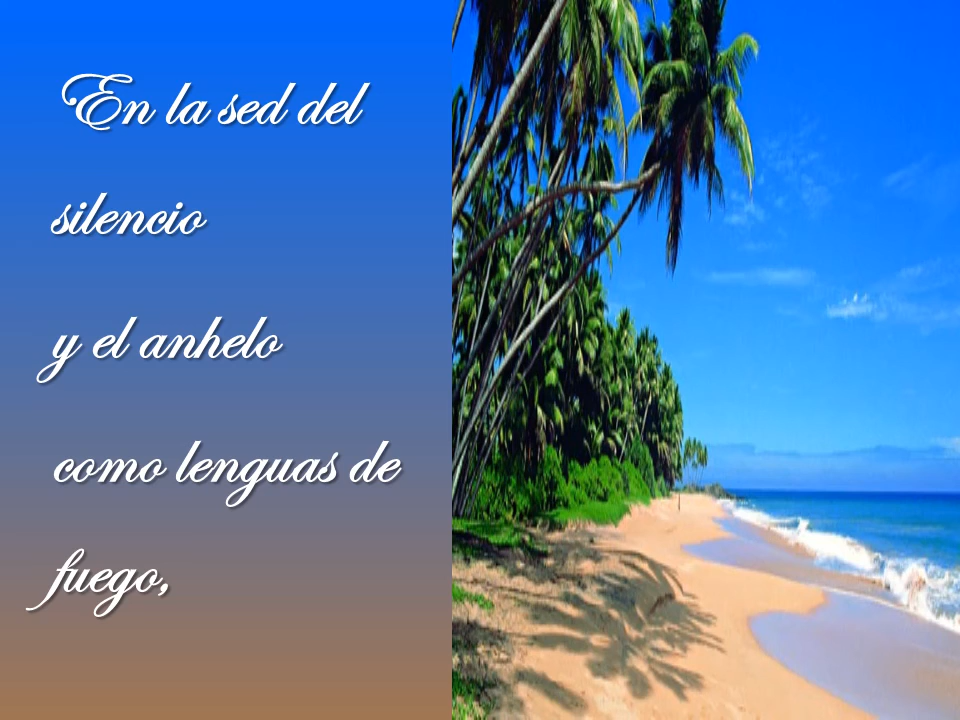 En la sed del
silencio
y el anhelo
como lenguas de
fuego,